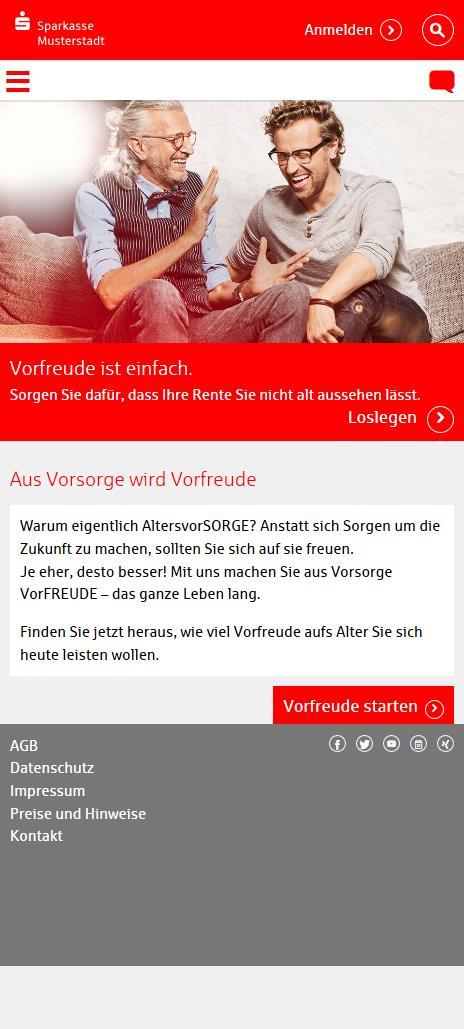 Sparkasse
Musterstadt
Anmelden
Vorfreude ist einfach.
Sorgen Sie dafür, dass Ihre Rente Sie nicht alt aussehen lässt.
Loslegen
Aus Vorsorge wird Vorfreude
Warum eigentlich AltersvorSORGE? Anstatt sich Sorgen um die
Zukunft zu machen, sollten Sie sich auf sie freuen.
Je eher, desto besser! Mit uns machen Sie aus Vorsorge
VorFREUDE – das ganze Leben lang.
Finden Sie jetzt heraus, wie viel Vorfreude aufs Alter Sie sich
heute leisten wollen.
Vorfreude starten
AGB
Datenschutz
Impressum
Preise und Hinweise
Kontakt